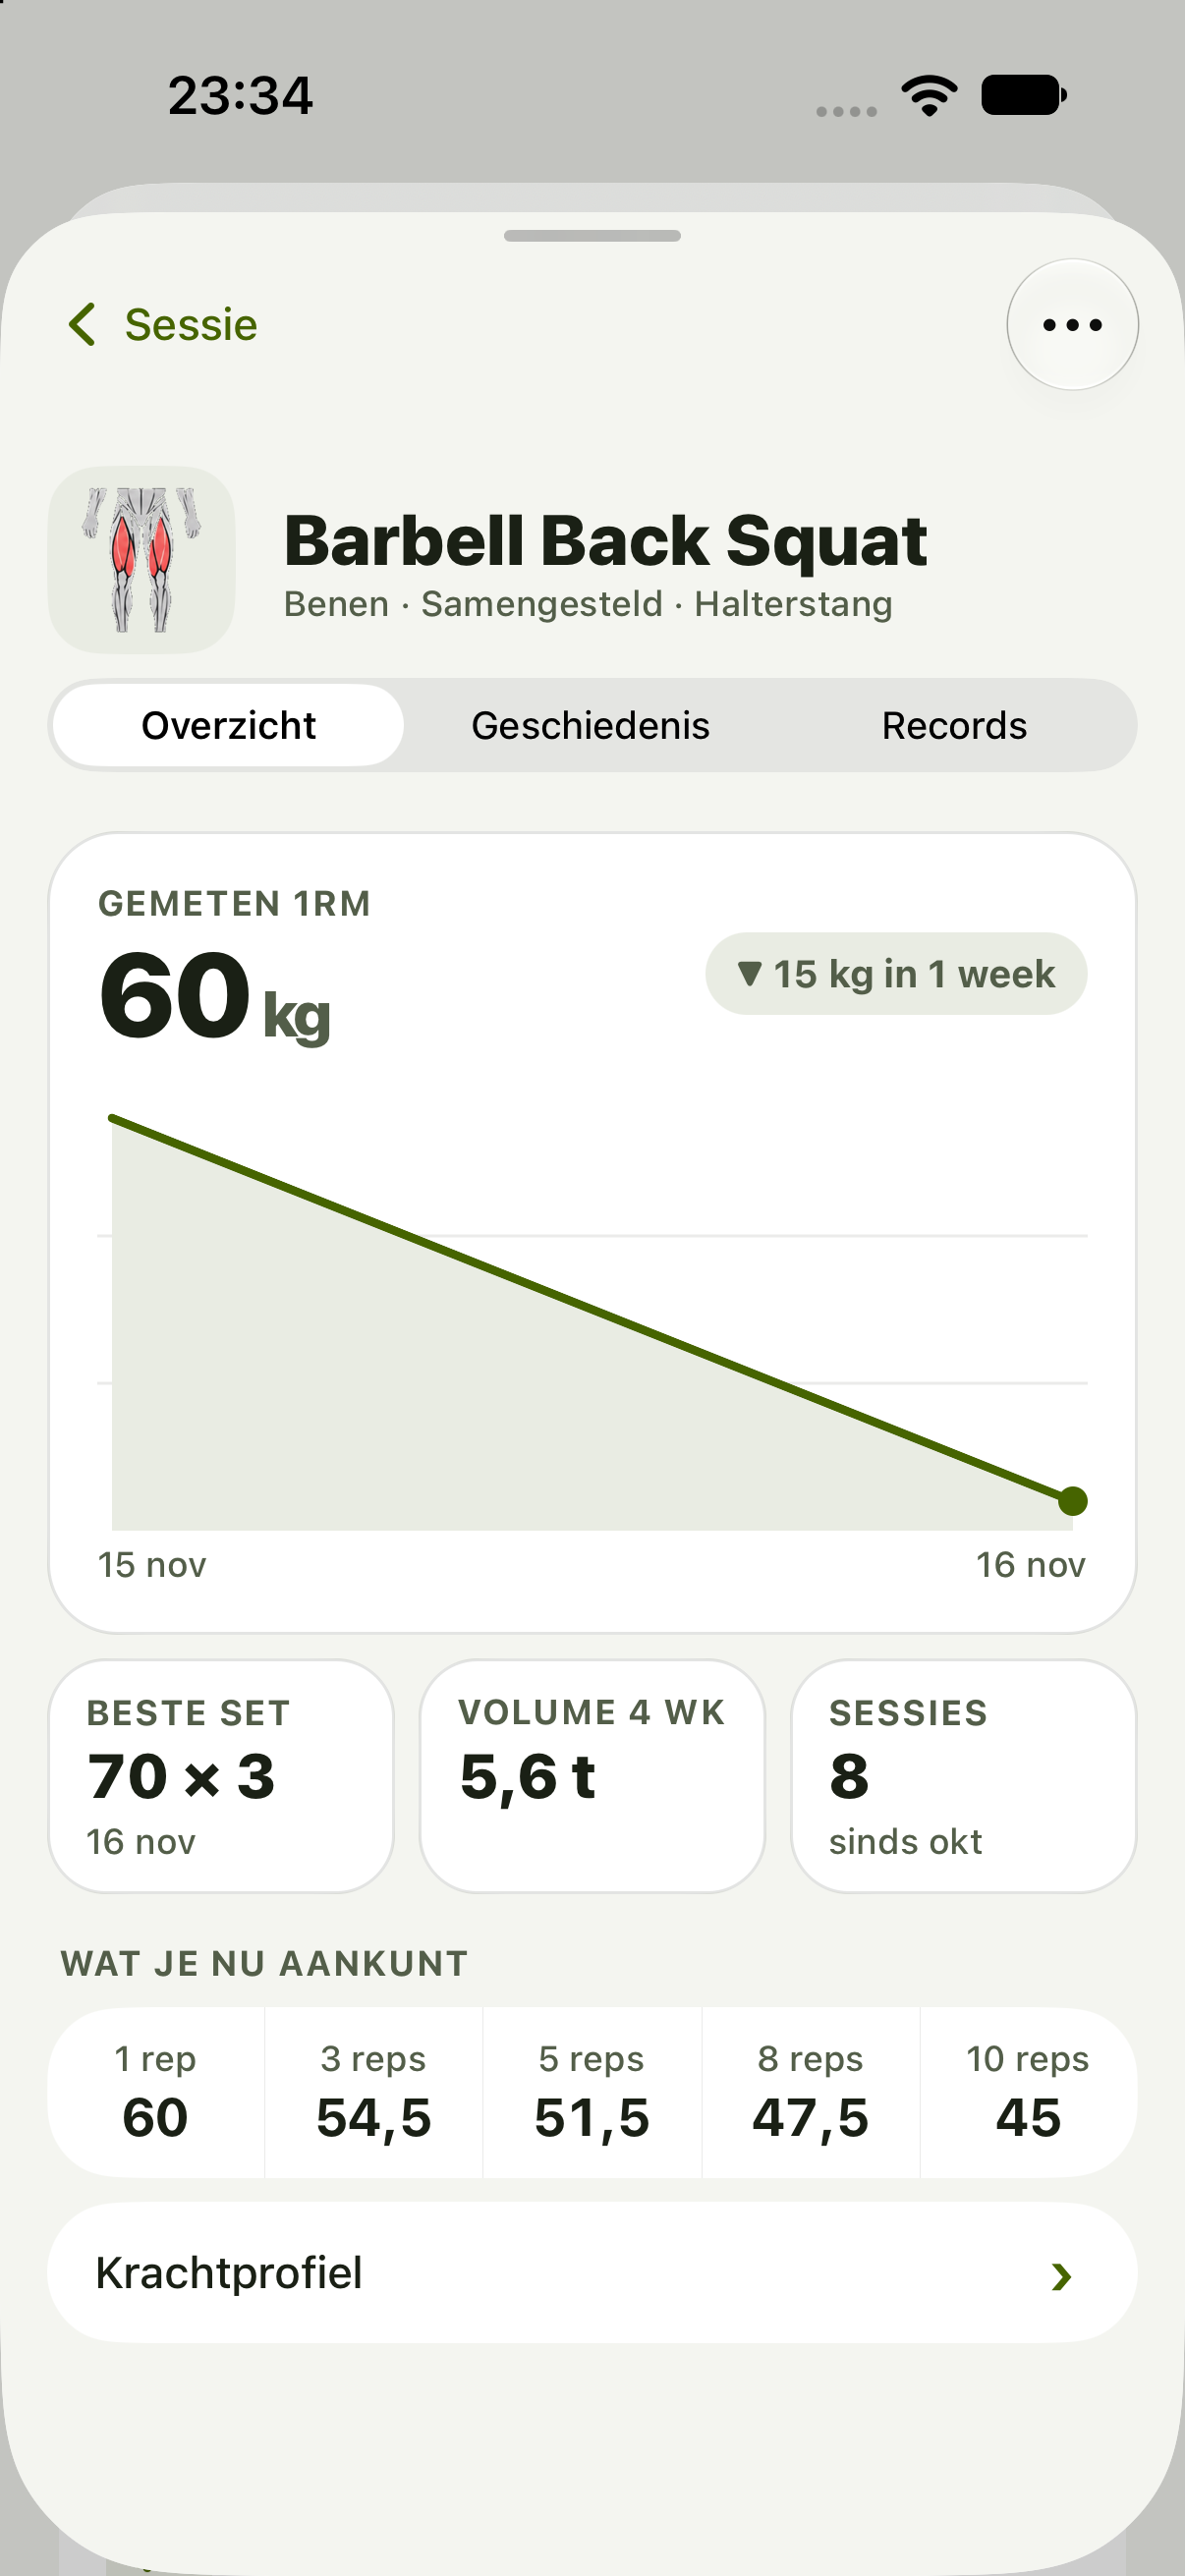 23:34
Sessie
Barbell Back Squat
Benen · Samengesteld · Halterstang
Overzicht Geschiedenis Records
GEMETEN 1RM
60 kg
▼ 15 kg in 1 week
15 nov 16 nov
BESTE SET
70 × 3
16 nov
VOLUME 4 WK
5,6 t
SESSIES
8
sinds okt
WAT JE NU AANKUNT
1 rep 3 reps 5 reps 8 reps 10 reps
60 54,5 51,5 47,5 45
Krachtprofiel